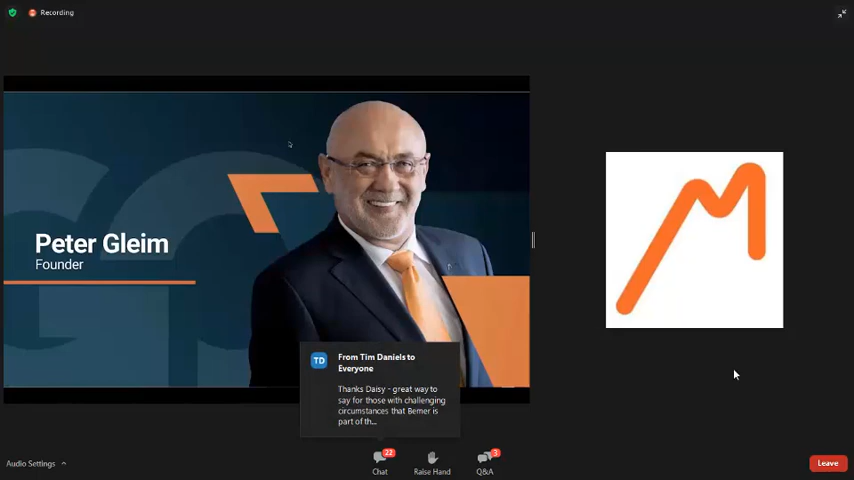 Recording
Peter Gleim
Founder
TD
From Tim Daniels to
Everyone
Thanks Daisy - great way to
say for those with challenging
circumstances that Bemer is
part of th...
22
3
Audio Settings
Chat
Raise Hand
Q&A
Leave